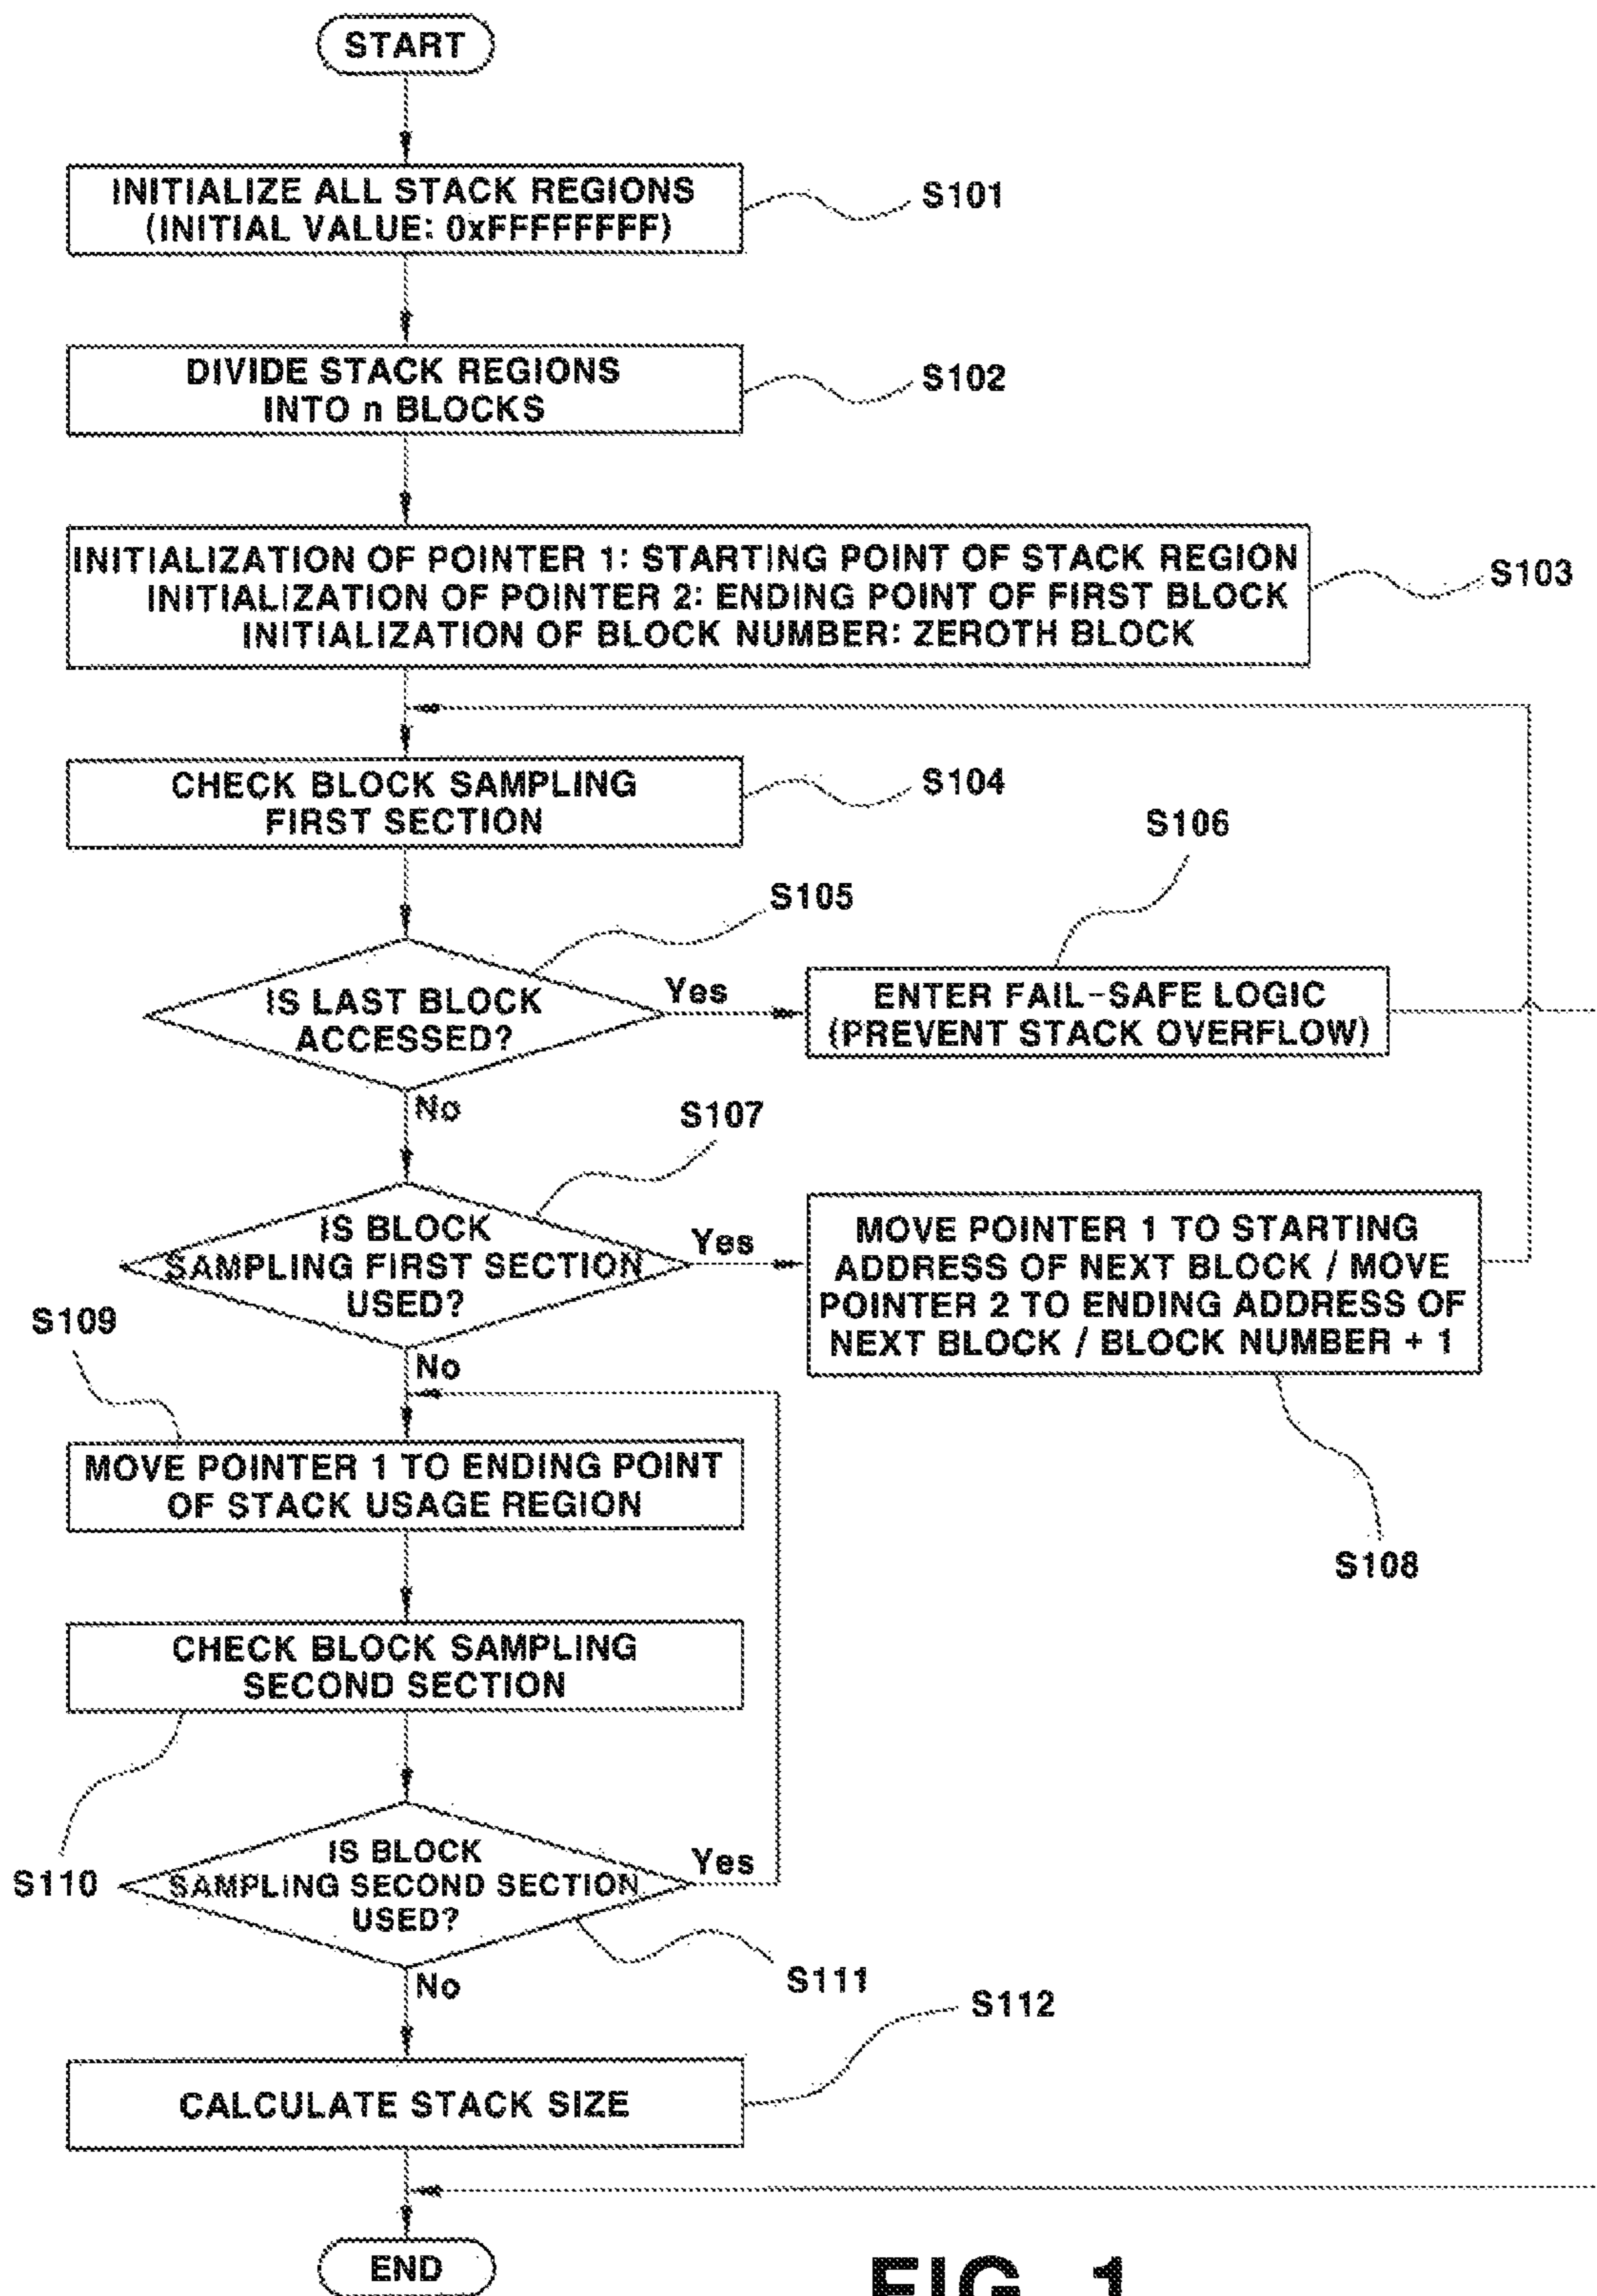 START
INITIALIZE ALL STACK REGIONS
(INITIAL VALUE: 0xFFFFFFFF)
S101
DIVIDE STACK REGIONS
INTO n BLOCKS
S102
INITIALIZATION OF POINTER 1: STARTING POINT OF STACK REGION
INITIALIZATION OF POINTER 2: ENDING POINT OF FIRST BLOCK
INITIALIZATION OF BLOCK NUMBER: ZEROTH BLOCK
S103
CHECK BLOCK SAMPLING
FIRST SECTION
S104
S106
S105
IS LAST BLOCK
ACCESSED?
Yes
ENTER FAIL-SAFE LOGIC
(PREVENT STACK OVERFLOW)
No
S107
IS BLOCK
SAMPLING FIRST SECTION
USED?
Yes
MOVE POINTER 1 TO STARTING
ADDRESS OF NEXT BLOCK / MOVE
POINTER 2 TO ENDING ADDRESS OF
NEXT BLOCK / BLOCK NUMBER + 1
S109
No
MOVE POINTER 1 TO ENDING POINT
OF STACK USAGE REGION
S108
CHECK BLOCK SAMPLING
SECOND SECTION
S110
IS BLOCK
SAMPLING SECOND SECTION
USED?
Yes
S111
No
S112
CALCULATE STACK SIZE
END
FIG. 1